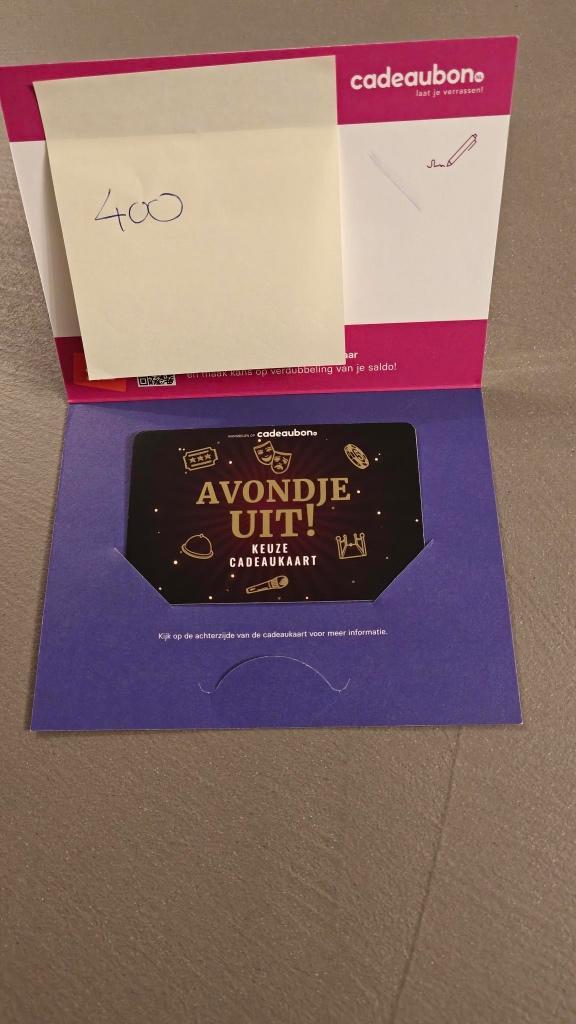 cadeaubon
laat je verrassen!
400
aar
en maak kans op verdubbeling van je saldo!
cadeaubon
AVONDJE
UIT!
KEUZE
CADEAUKAART
Kijk op de achterzijde van de cadeaukaart voor meer informatie.